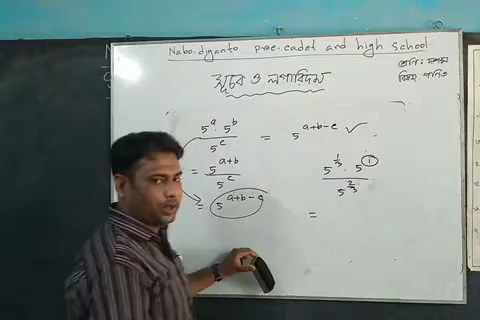 Nabo-diganto pree-cadet and high school
সূচক ও লগারিদম
শ্রেণি: দশম
বিষয়: গণিত
5^a · 5^b / 5^c = 5^(a+b-c) ✓
= 5^(a+b) / 5^c
= 5^(a+b-c)
5^(1/3) · 5^(1) / 5^(2/3)
=